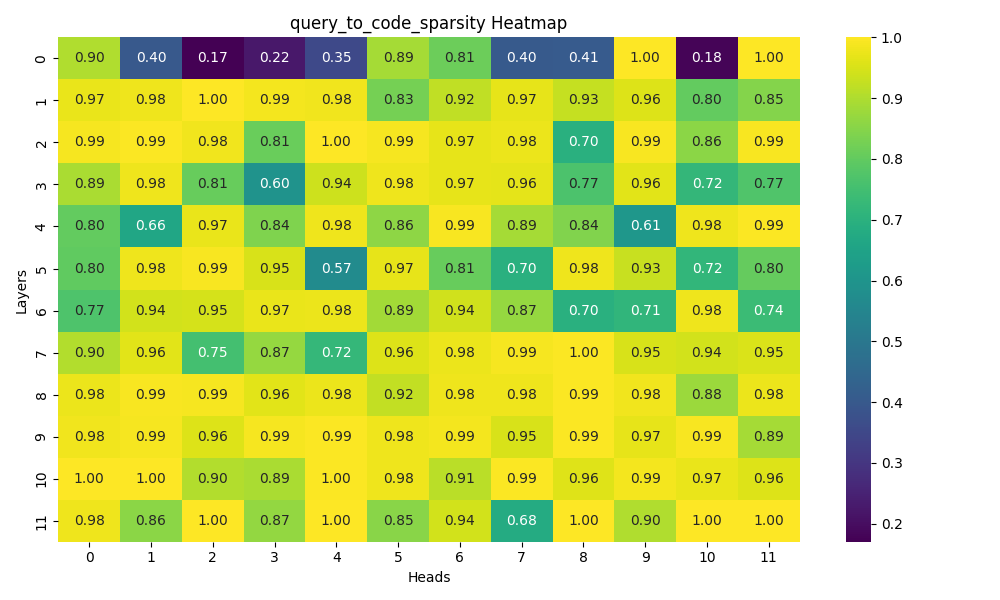 query_to_code_sparsity Heatmap
0 0.90 0.40 0.17 0.22 0.35 0.89 0.81 0.40 0.41 1.00 0.18 1.00
1 0.97 0.98 1.00 0.99 0.98 0.83 0.92 0.97 0.93 0.96 0.80 0.85
2 0.99 0.99 0.98 0.81 1.00 0.99 0.97 0.98 0.70 0.99 0.86 0.99
3 0.89 0.98 0.81 0.60 0.94 0.98 0.97 0.96 0.77 0.96 0.72 0.77
4 0.80 0.66 0.97 0.84 0.98 0.86 0.99 0.89 0.84 0.61 0.98 0.99
5 0.80 0.98 0.99 0.95 0.57 0.97 0.81 0.70 0.98 0.93 0.72 0.80
6 0.77 0.94 0.95 0.97 0.98 0.89 0.94 0.87 0.70 0.71 0.98 0.74
7 0.90 0.96 0.75 0.87 0.72 0.96 0.98 0.99 1.00 0.95 0.94 0.95
8 0.98 0.99 0.99 0.96 0.98 0.92 0.98 0.98 0.99 0.98 0.88 0.98
9 0.98 0.99 0.96 0.99 0.99 0.98 0.99 0.95 0.99 0.97 0.99 0.89
10 1.00 1.00 0.90 0.89 1.00 0.98 0.91 0.99 0.96 0.99 0.97 0.96
11 0.98 0.86 1.00 0.87 1.00 0.85 0.94 0.68 1.00 0.90 1.00 1.00
0 1 2 3 4 5 6 7 8 9 10 11
Heads
Layers
1.0
0.9
0.8
0.7
0.6
0.5
0.4
0.3
0.2